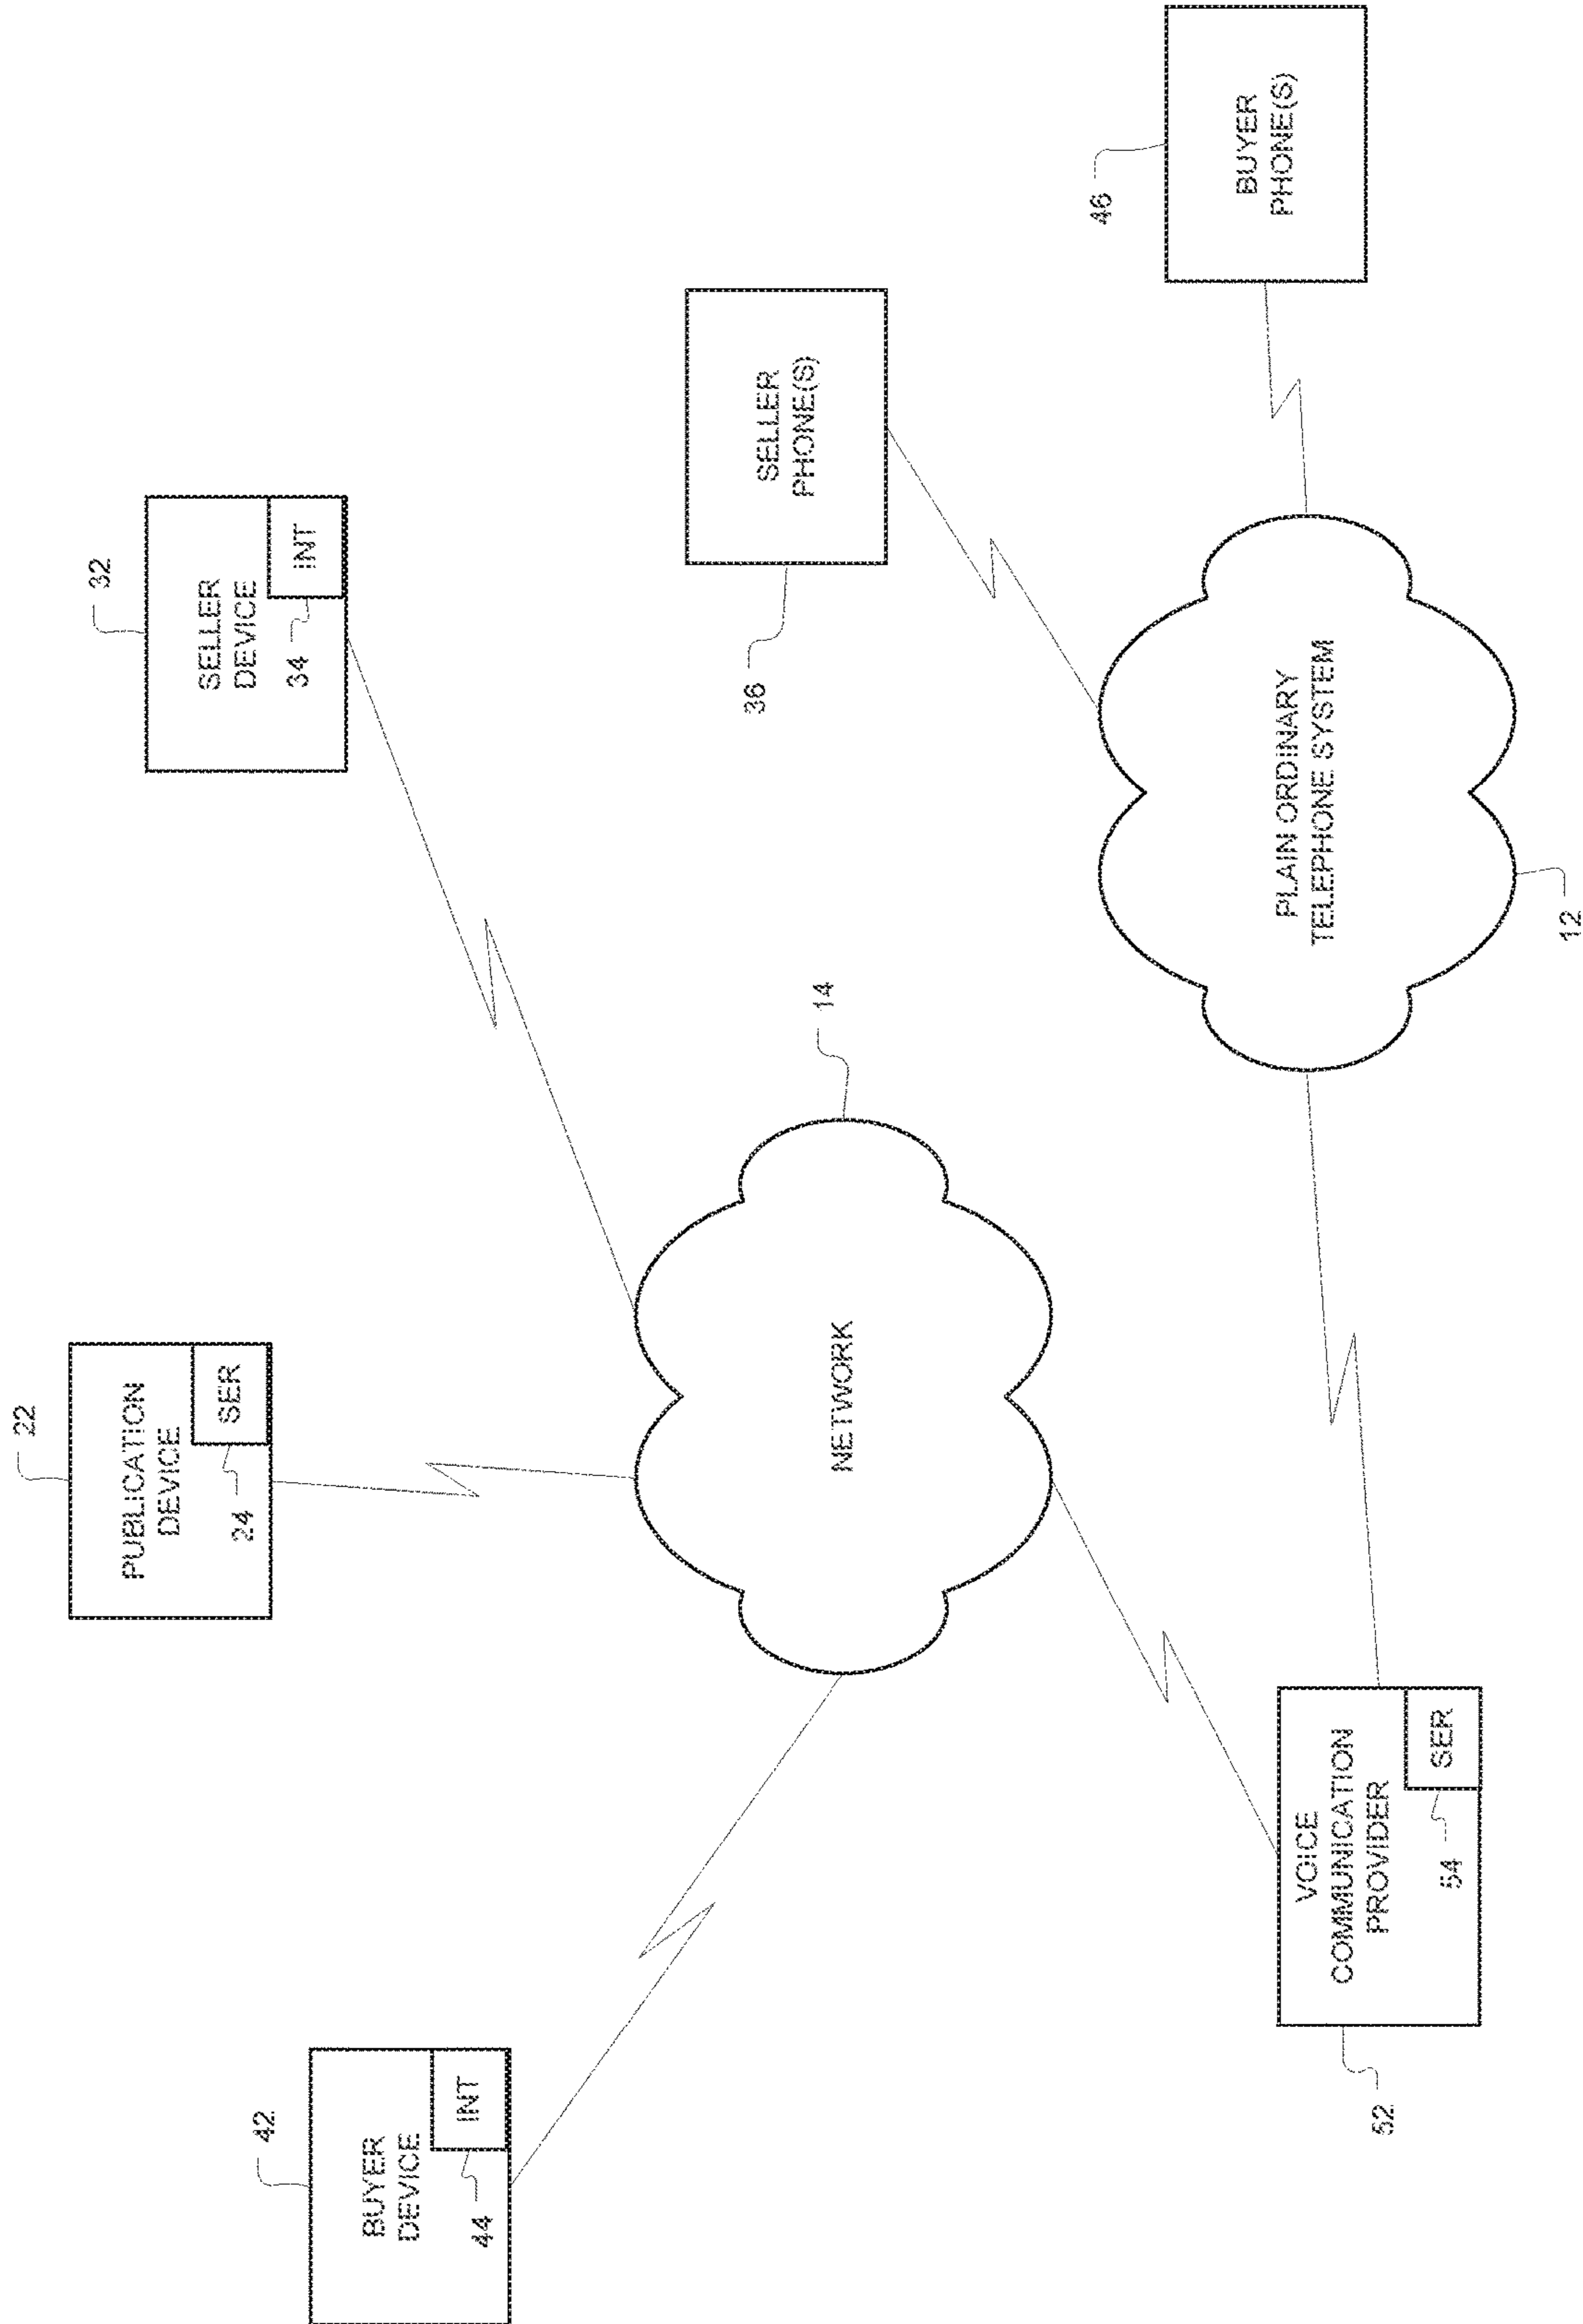 42
BUYER
DEVICE
INT
44
22
PUBLICATION
DEVICE
SER
24
32
SELLER
DEVICE
INT
34
NETWORK
14
SELLER
PHONE(S)
36
VOICE
COMMUNICATION
PROVIDER
SER
54
52
PLAIN ORDINARY
TELEPHONE SYSTEM
12
46
BUYER
PHONE(S)